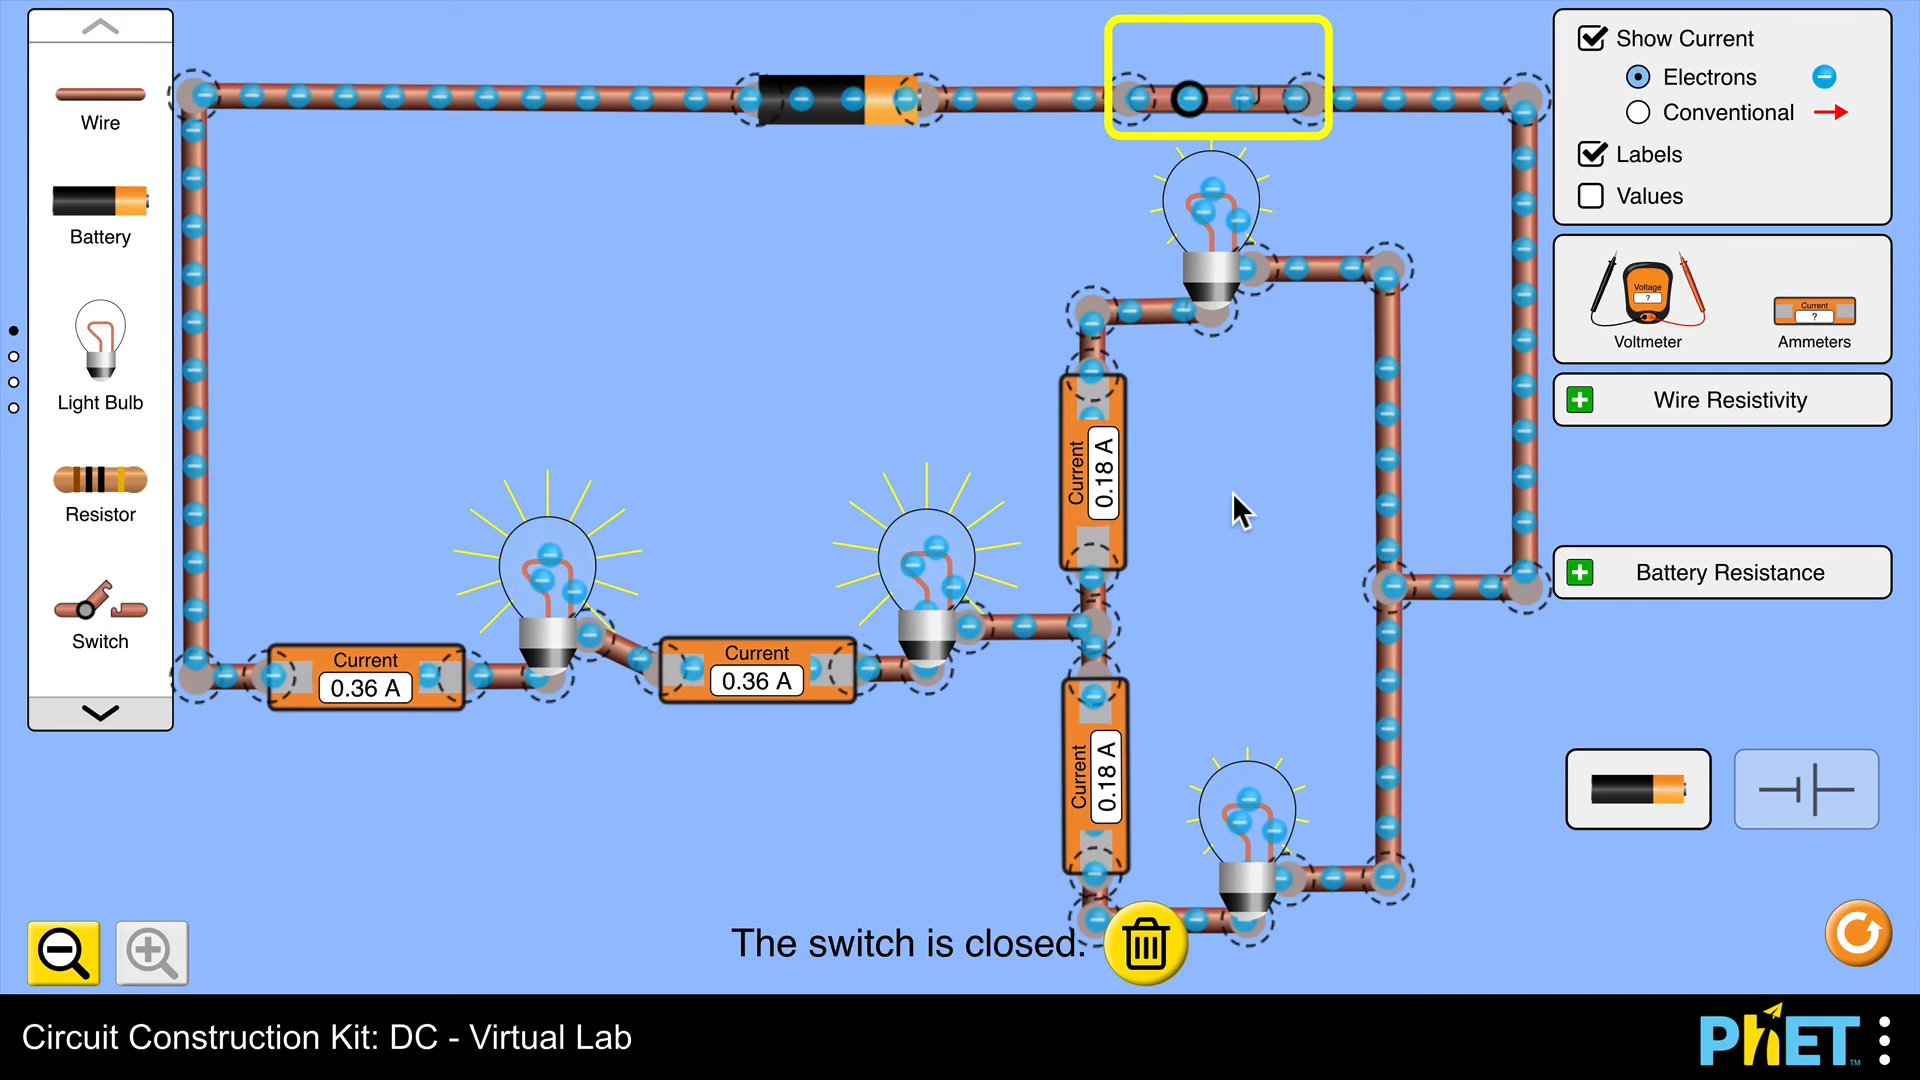 Wire
Battery
Light Bulb
Resistor
Switch
Show Current
Electrons
Conventional
Labels
Values
Voltage
?
Voltmeter
Current
?
Ammeters
Wire Resistivity
Battery Resistance
Current
0.18 A
Current
0.36 A
Current
0.36 A
Current
0.18 A
The switch is closed.
Circuit Construction Kit: DC - Virtual Lab
PhET™